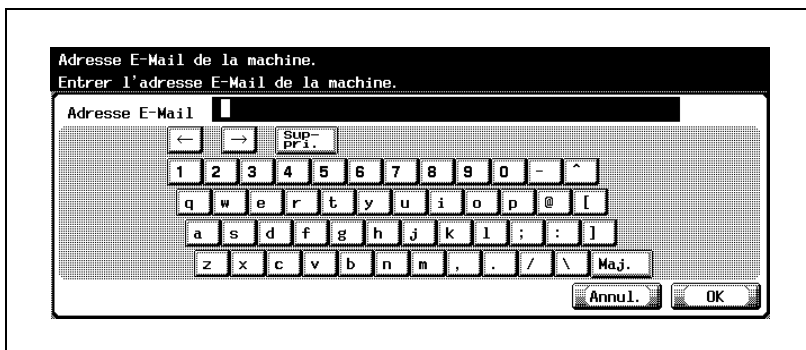 Adresse E-Mail de la machine.
Entrer l'adresse E-Mail de la machine.
Adresse E-Mail
← → Sup-
pri.
1 2 3 4 5 6 7 8 9 0 - ^
q w e r t y u i o p @ [
a s d f g h j k l ; : ]
z x c v b n m , . / \ Maj.
Annul. OK